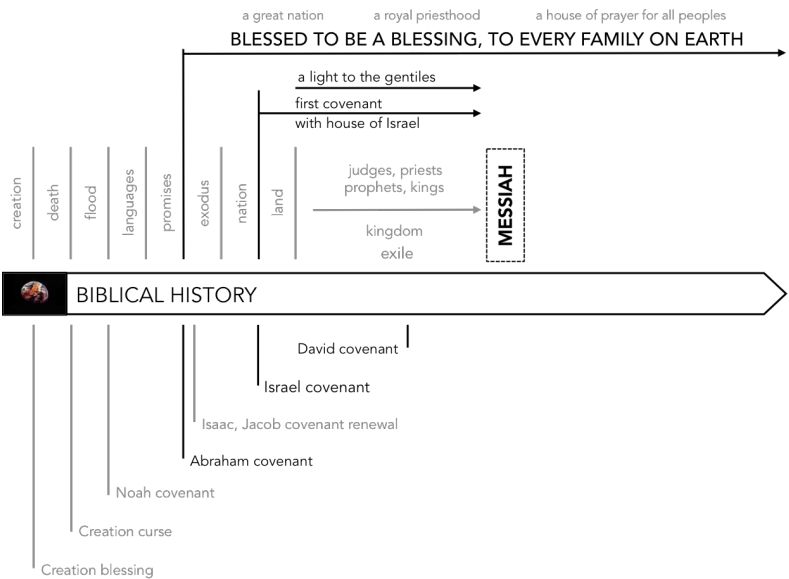 a great nation
a royal priesthood
a house of prayer for all peoples
BLESSED TO BE A BLESSING, TO EVERY FAMILY ON EARTH
a light to the gentiles
first covenant
with house of Israel
creation
death
flood
languages
promises
exodus
nation
land
judges, priests
prophets, kings
kingdom
exile
MESSIAH
BIBLICAL HISTORY
David covenant
Israel covenant
Isaac, Jacob covenant renewal
Abraham covenant
Noah covenant
Creation curse
Creation blessing